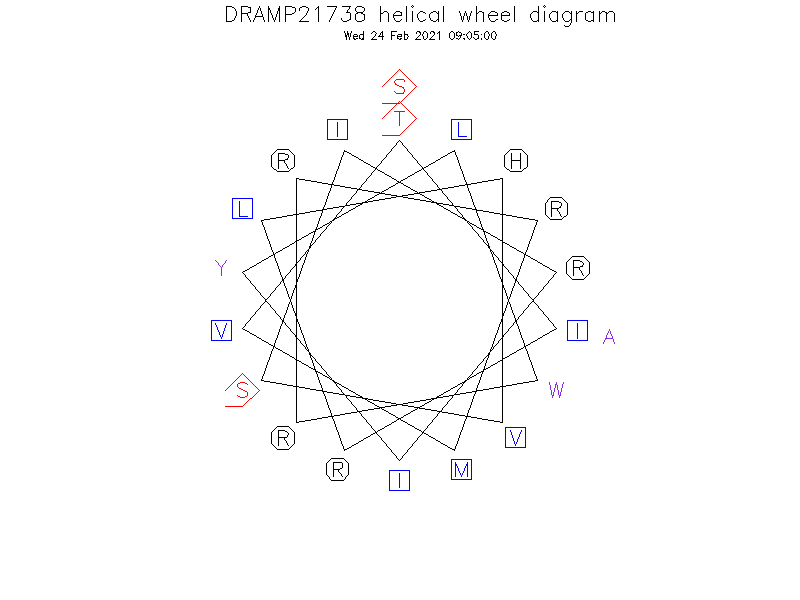 DRAMP21738 helical wheel diagram
Wed 24 Feb 2021 09:05:00
S
I T L
R H
L R
Y R
V I A
S W
R V
R I M